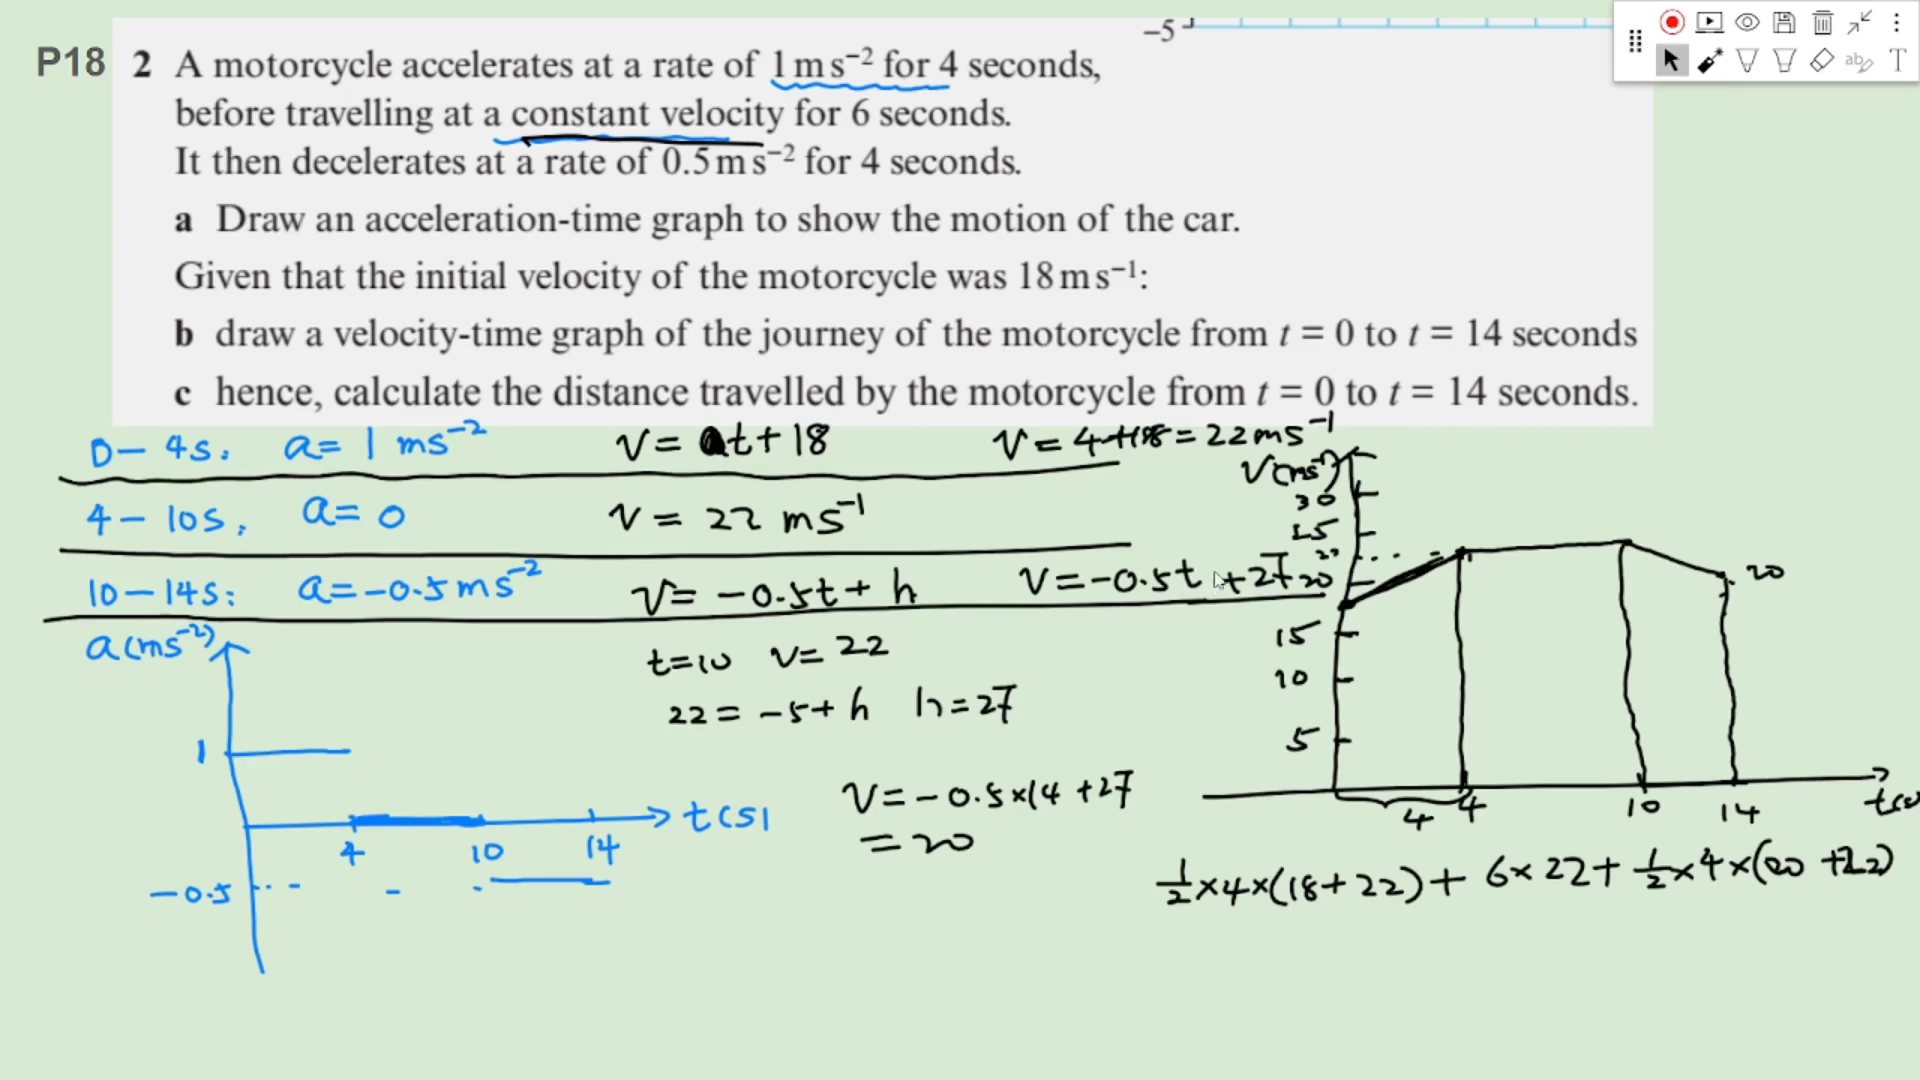 −5
P18 2 A motorcycle accelerates at a rate of 1 m s⁻² for 4 seconds,
before travelling at a constant velocity for 6 seconds.
It then decelerates at a rate of 0.5 m s⁻² for 4 seconds.
a Draw an acceleration-time graph to show the motion of the car.
Given that the initial velocity of the motorcycle was 18 m s⁻¹:
b draw a velocity-time graph of the journey of the motorcycle from t = 0 to t = 14 seconds
c hence, calculate the distance travelled by the motorcycle from t = 0 to t = 14 seconds.
0 − 4s: a = 1 ms⁻² v = t + 18 v = 4+18 = 22 ms⁻¹
4 − 10s: a = 0 v = 22 ms⁻¹
10 − 14s: a = −0.5 ms⁻² v = −0.5t + h v = −0.5t + 27
t=10 v= 22
22 = −5 + h h = 27
v = −0.5×14 + 27
= 20
a(ms⁻²)
1
t(s)
4 10 14
−0.5
v(ms⁻¹)
30
25
22
20
20
15
10
5
4 4 10 14 t(s)
½×4×(18+22) + 6×22 + ½×4×(20+22)